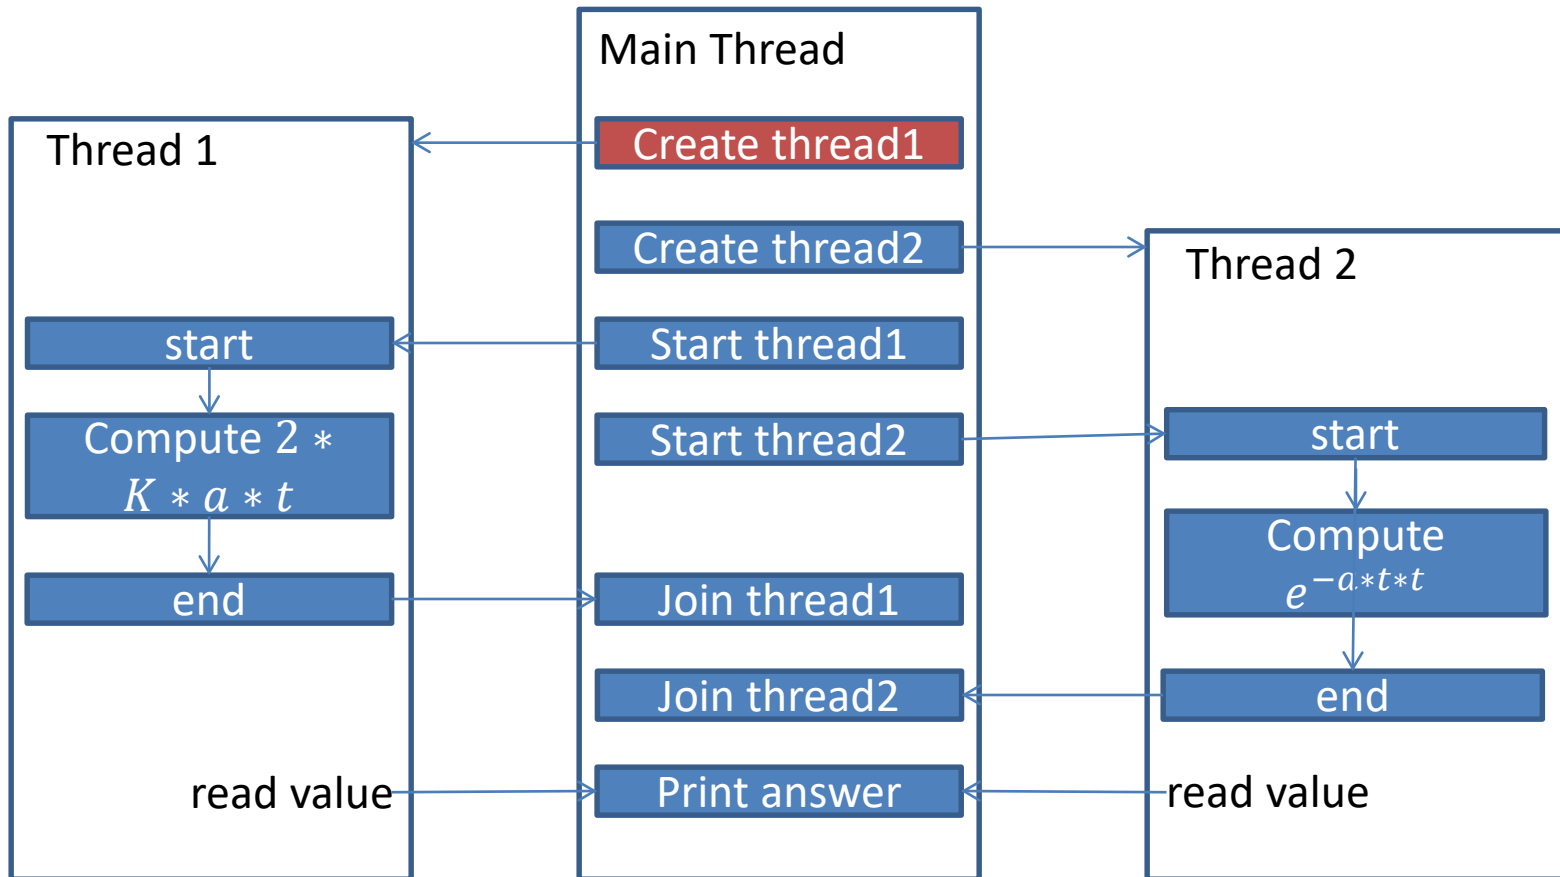 Main Thread
Create thread1
Create thread2
Start thread1
Start thread2
Join thread1
Join thread2
Print answer
Thread 1
start
Compute 2 ∗
K ∗ a ∗ t
end
read value
Thread 2
start
Compute
e^{−a∗t∗t}
end
read value